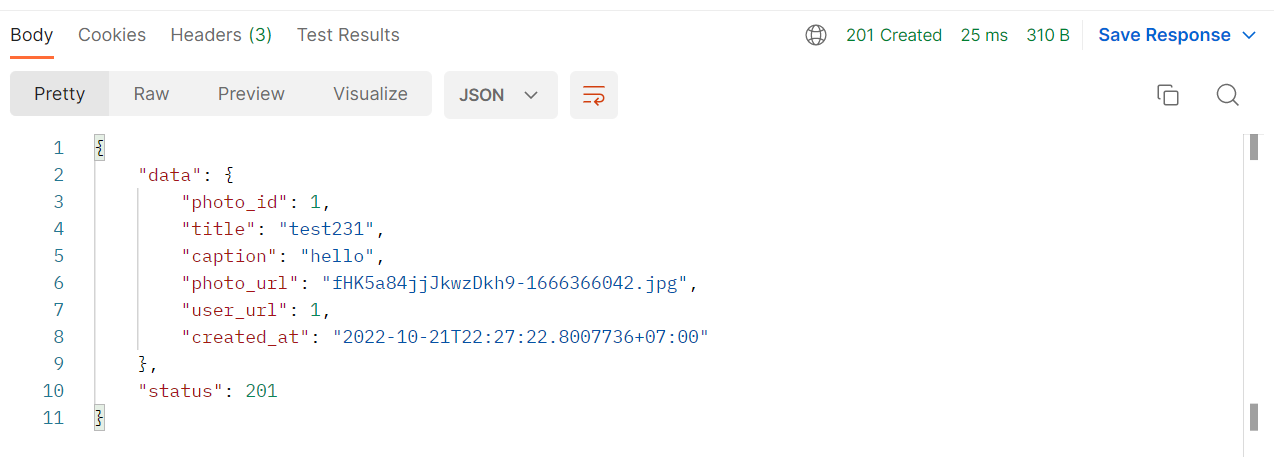 Body Cookies Headers (3) Test Results 201 Created 25 ms 310 B Save Response
Pretty Raw Preview Visualize JSON
1 {
2 "data": {
3 "photo_id": 1,
4 "title": "test231",
5 "caption": "hello",
6 "photo_url": "fHK5a84jjJkwzDkh9-1666366042.jpg",
7 "user_url": 1,
8 "created_at": "2022-10-21T22:27:22.8007736+07:00"
9 },
10 "status": 201
11 }